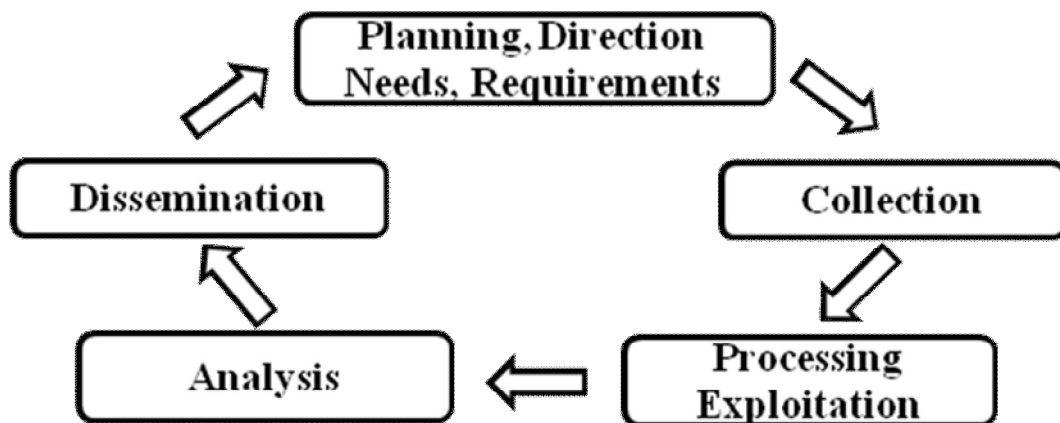 Planning, Direction
Needs, Requirements
Dissemination
Collection
Analysis
Processing
Exploitation